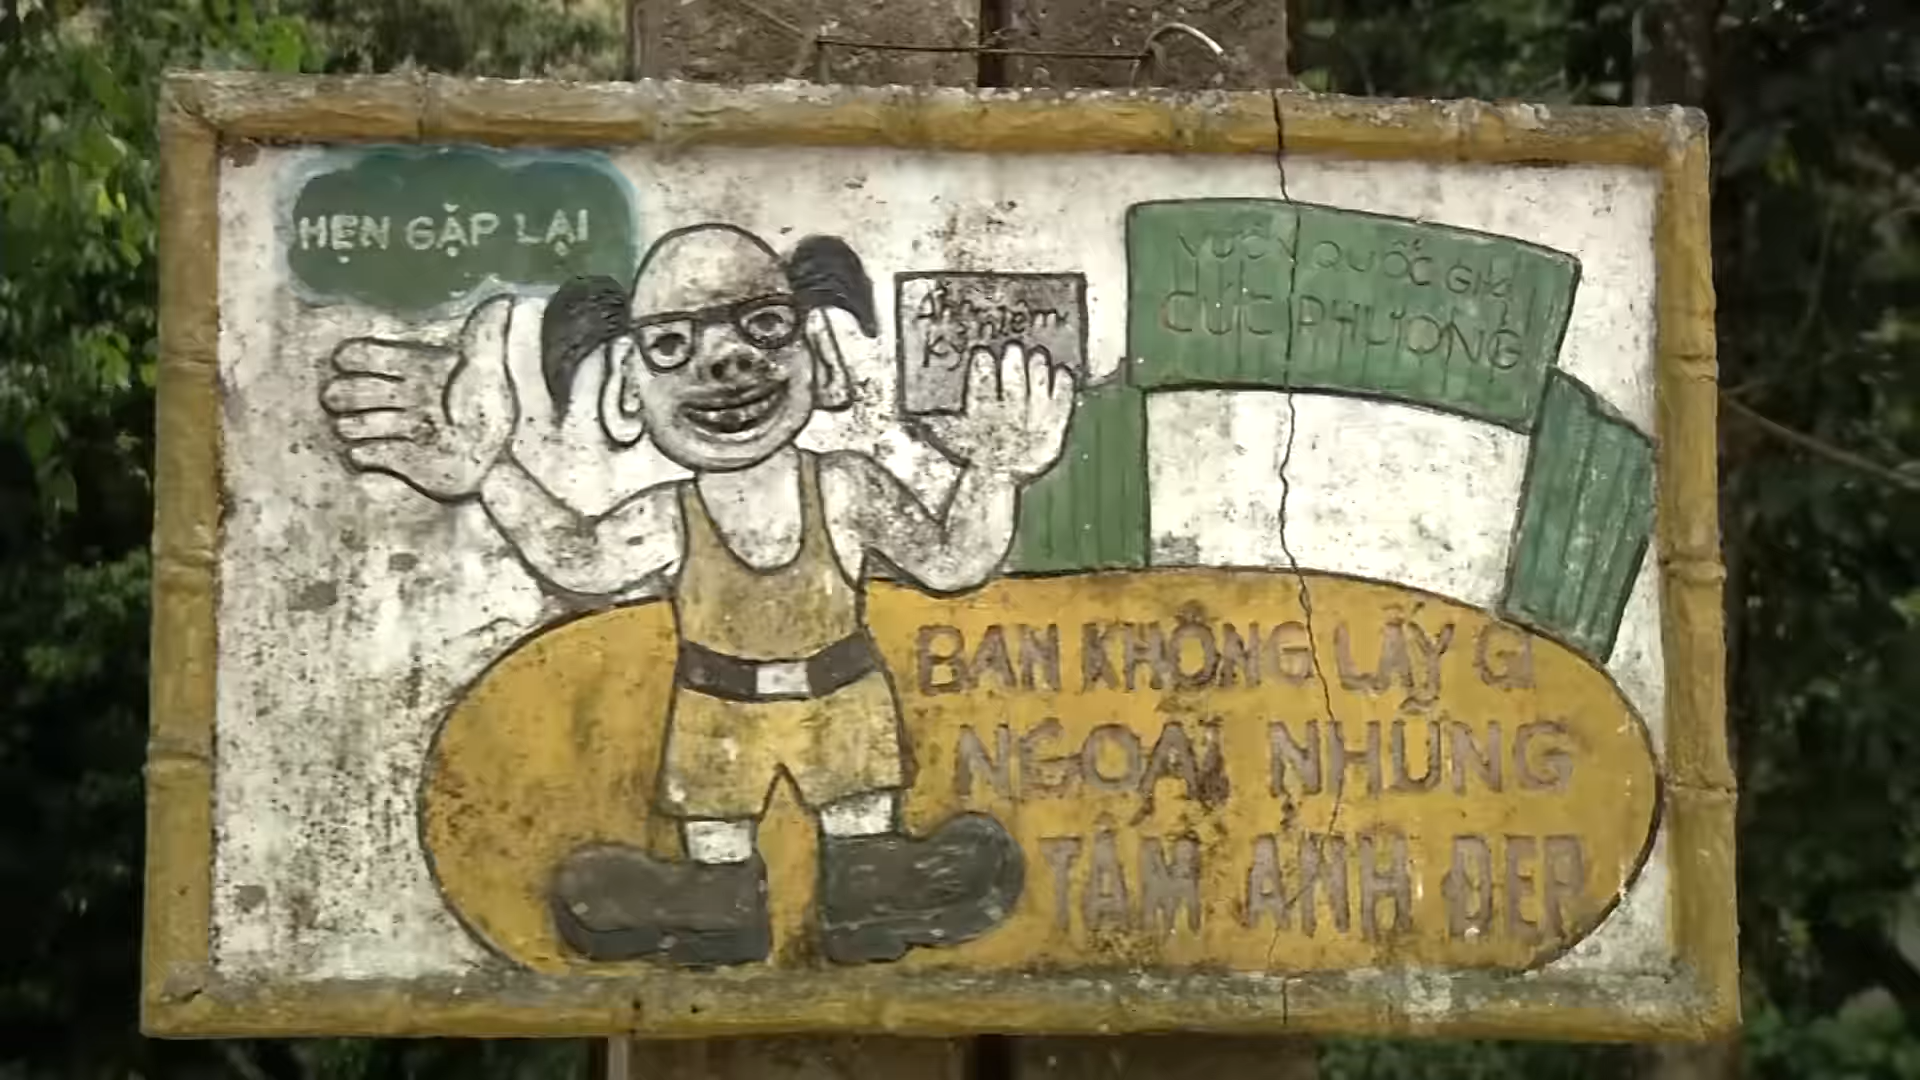 HẸN GẶP LẠI
Ảnh
kỷ niệm
VƯỜN QUỐC GIA
CÚC PHƯƠNG
BẠN KHÔNG LẤY GÌ
NGOÀI NHỮNG
TẤM ẢNH ĐẸP